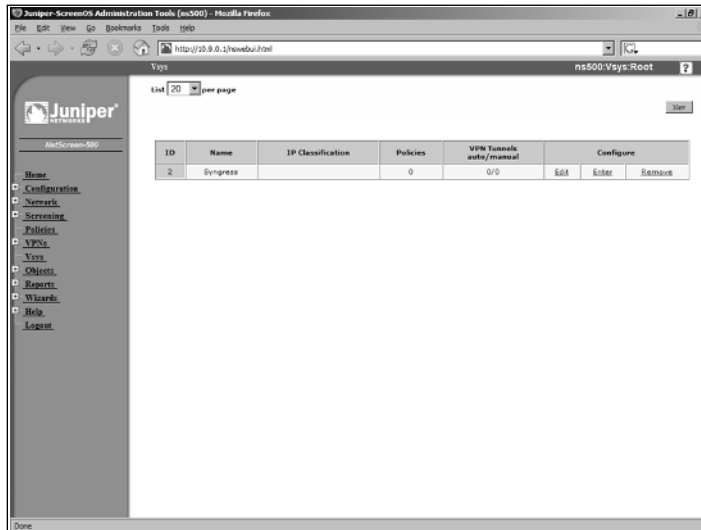 Juniper-ScreenOS Administration Tools (ns500) - Mozilla Firefox
File Edit View Go Bookmarks Tools Help
http://10.9.0.1/nswebui.html
G,
Vsys
ns500:Vsys:Root ?
List 20 per page
Juniper
NETWORKS
New
NetScreen-500
ID Name IP Classification Policies VPN Tunnels auto/manual Configure
2 Syngress 0 0/0 Edit Enter Remove
Home
Configuration
Network
Screening
Policies
VPNs
Vsys
Objects
Reports
Wizards
Help
Logout
Done